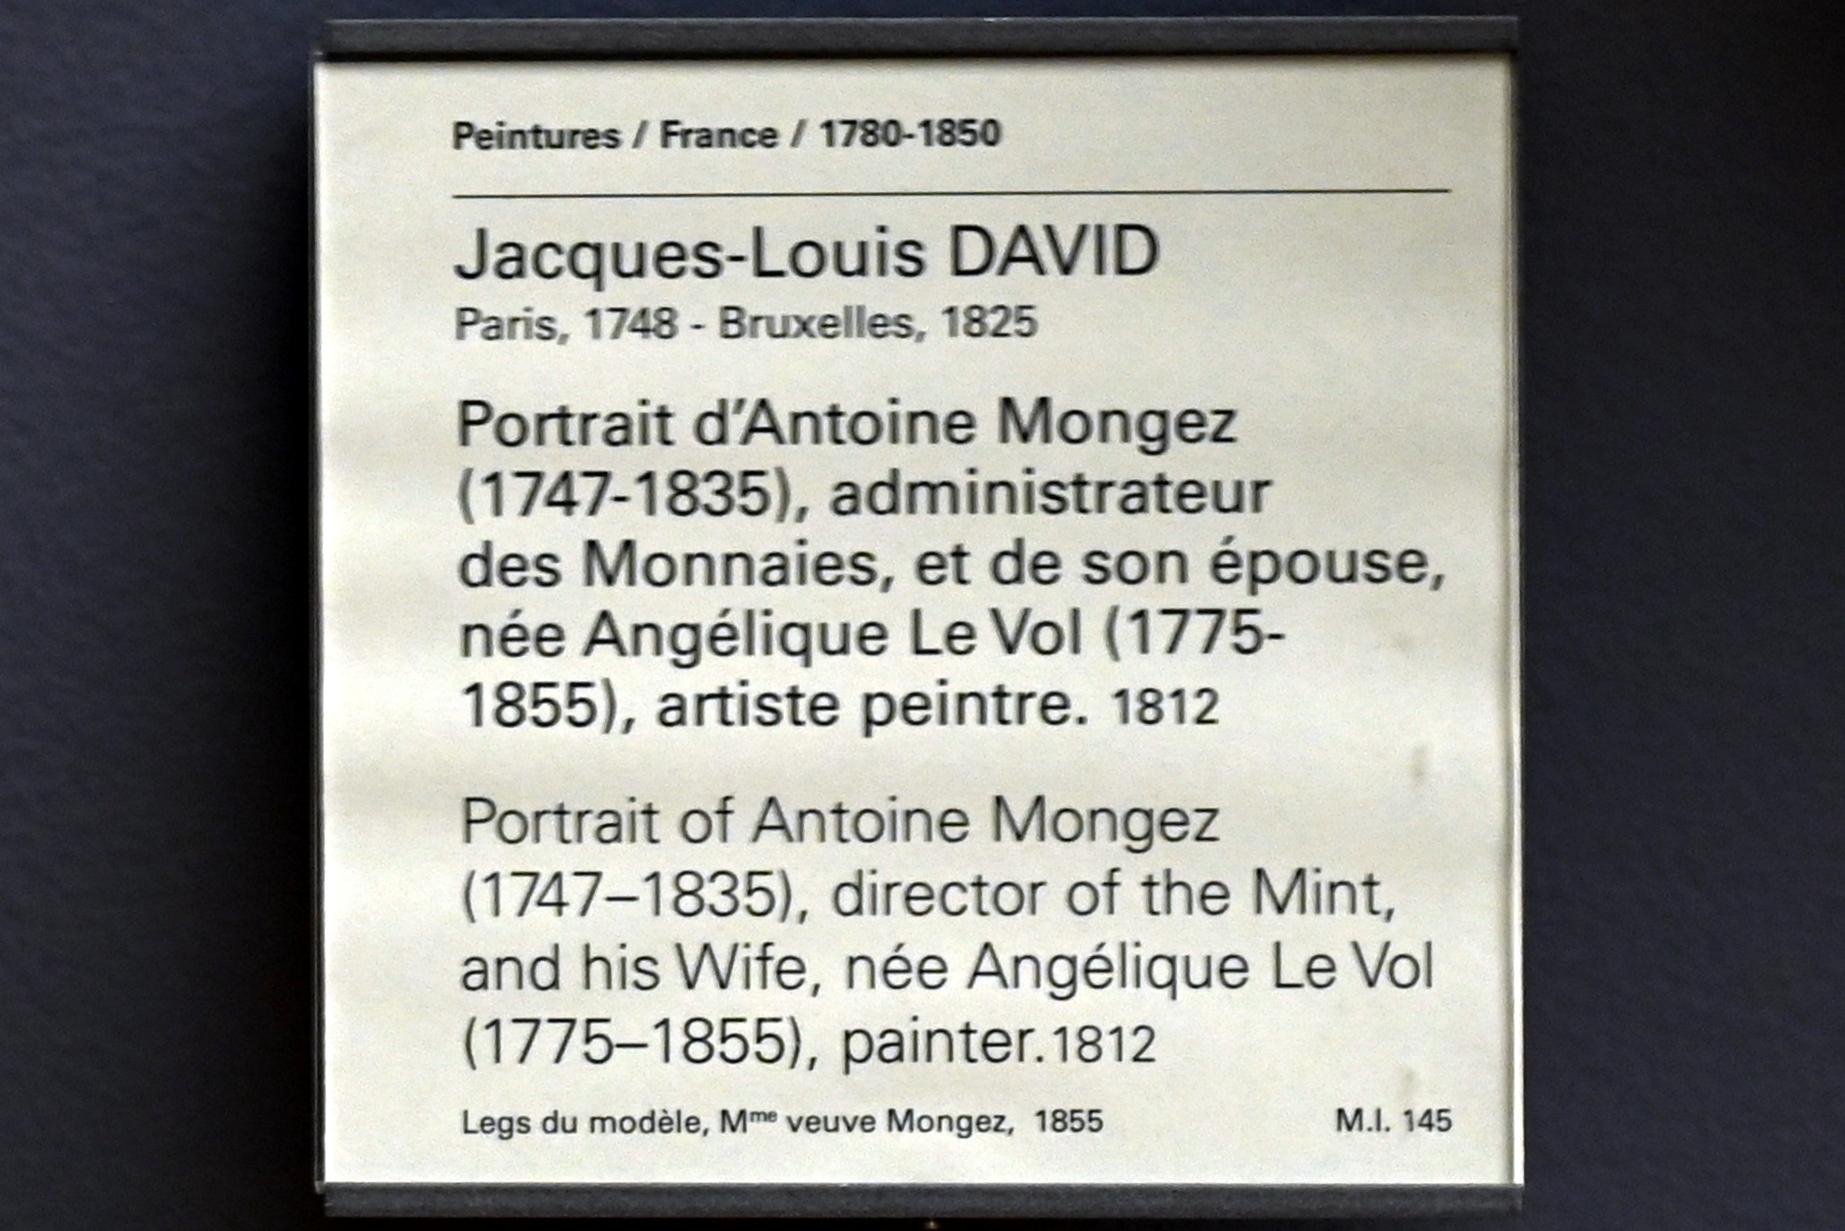 Peintures / France / 1780-1850
Jacques-Louis DAVID
Paris, 1748 - Bruxelles, 1825
Portrait d'Antoine Mongez
(1747-1835), administrateur
des Monnaies, et de son épouse,
née Angélique Le Vol (1775-
1855), artiste peintre. 1812
Portrait of Antoine Mongez
(1747–1835), director of the Mint,
and his Wife, née Angélique Le Vol
(1775–1855), painter.1812
Legs du modèle, Mme veuve Mongez, 1855 M.I. 145